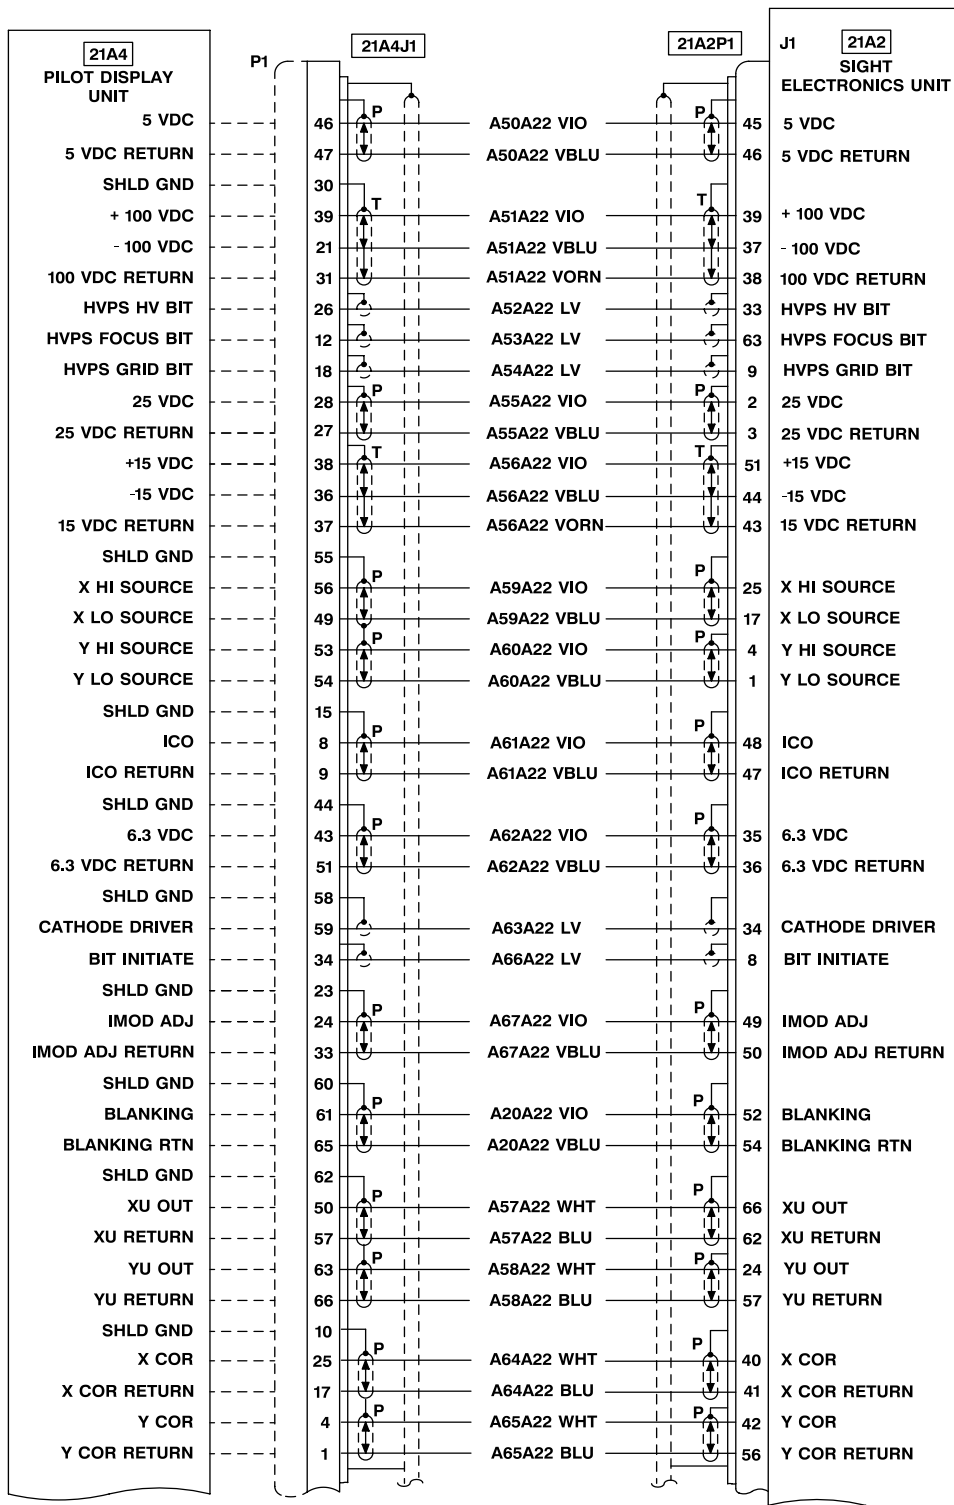 21A4
PILOT DISPLAY
UNIT
P1
21A4J1
21A2P1
J1
21A2
SIGHT
ELECTRONICS UNIT
5 VDC 46 P A50A22 VIO P 45 5 VDC
5 VDC RETURN 47 A50A22 VBLU 46 5 VDC RETURN
SHLD GND 30
+ 100 VDC 39 T A51A22 VIO T 39 + 100 VDC
- 100 VDC 21 A51A22 VBLU 37 - 100 VDC
100 VDC RETURN 31 A51A22 VORN 38 100 VDC RETURN
HVPS HV BIT 26 A52A22 LV 33 HVPS HV BIT
HVPS FOCUS BIT 12 A53A22 LV 63 HVPS FOCUS BIT
HVPS GRID BIT 18 A54A22 LV 9 HVPS GRID BIT
25 VDC 28 P A55A22 VIO P 2 25 VDC
25 VDC RETURN 27 A55A22 VBLU 3 25 VDC RETURN
+15 VDC 38 T A56A22 VIO T 51 +15 VDC
-15 VDC 36 A56A22 VBLU 44 -15 VDC
15 VDC RETURN 37 A56A22 VORN 43 15 VDC RETURN
SHLD GND 55
X HI SOURCE 56 P A59A22 VIO P 25 X HI SOURCE
X LO SOURCE 49 A59A22 VBLU 17 X LO SOURCE
Y HI SOURCE 53 P A60A22 VIO P 4 Y HI SOURCE
Y LO SOURCE 54 A60A22 VBLU 1 Y LO SOURCE
SHLD GND 15
ICO 8 P A61A22 VIO P 48 ICO
ICO RETURN 9 A61A22 VBLU 47 ICO RETURN
SHLD GND 44
6.3 VDC 43 P A62A22 VIO P 35 6.3 VDC
6.3 VDC RETURN 51 A62A22 VBLU 36 6.3 VDC RETURN
SHLD GND 58
CATHODE DRIVER 59 A63A22 LV 34 CATHODE DRIVER
BIT INITIATE 34 A66A22 LV 8 BIT INITIATE
SHLD GND 23
IMOD ADJ 24 P A67A22 VIO P 49 IMOD ADJ
IMOD ADJ RETURN 33 A67A22 VBLU 50 IMOD ADJ RETURN
SHLD GND 60
BLANKING 61 P A20A22 VIO P 52 BLANKING
BLANKING RTN 65 A20A22 VBLU 54 BLANKING RTN
SHLD GND 62
XU OUT 50 P A57A22 WHT P 66 XU OUT
XU RETURN 57 A57A22 BLU 62 XU RETURN
YU OUT 63 P A58A22 WHT P 24 YU OUT
YU RETURN 66 A58A22 BLU 57 YU RETURN
SHLD GND 10
X COR 25 P A64A22 WHT P 40 X COR
X COR RETURN 17 A64A22 BLU 41 X COR RETURN
Y COR 4 P A65A22 WHT P 42 Y COR
Y COR RETURN 1 A65A22 BLU 56 Y COR RETURN